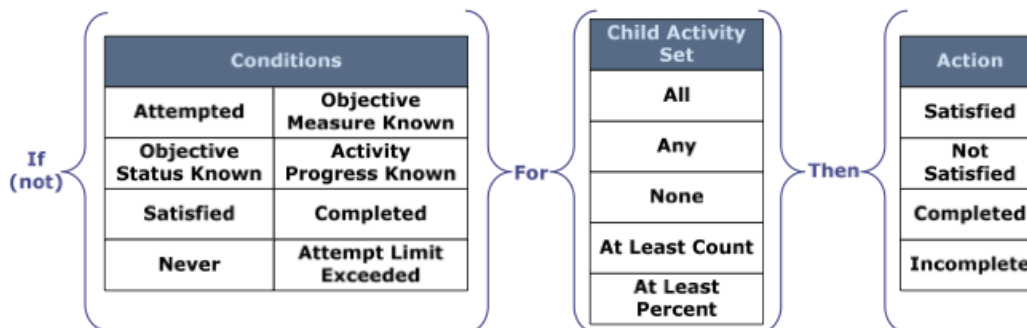 If
(not)
Conditions
Attempted
Objective
Measure Known
Objective
Status Known
Activity
Progress Known
Satisfied
Completed
Never
Attempt Limit
Exceeded
For
Child Activity
Set
All
Any
None
At Least Count
At Least
Percent
Then
Action
Satisfied
Not
Satisfied
Completed
Incomplete